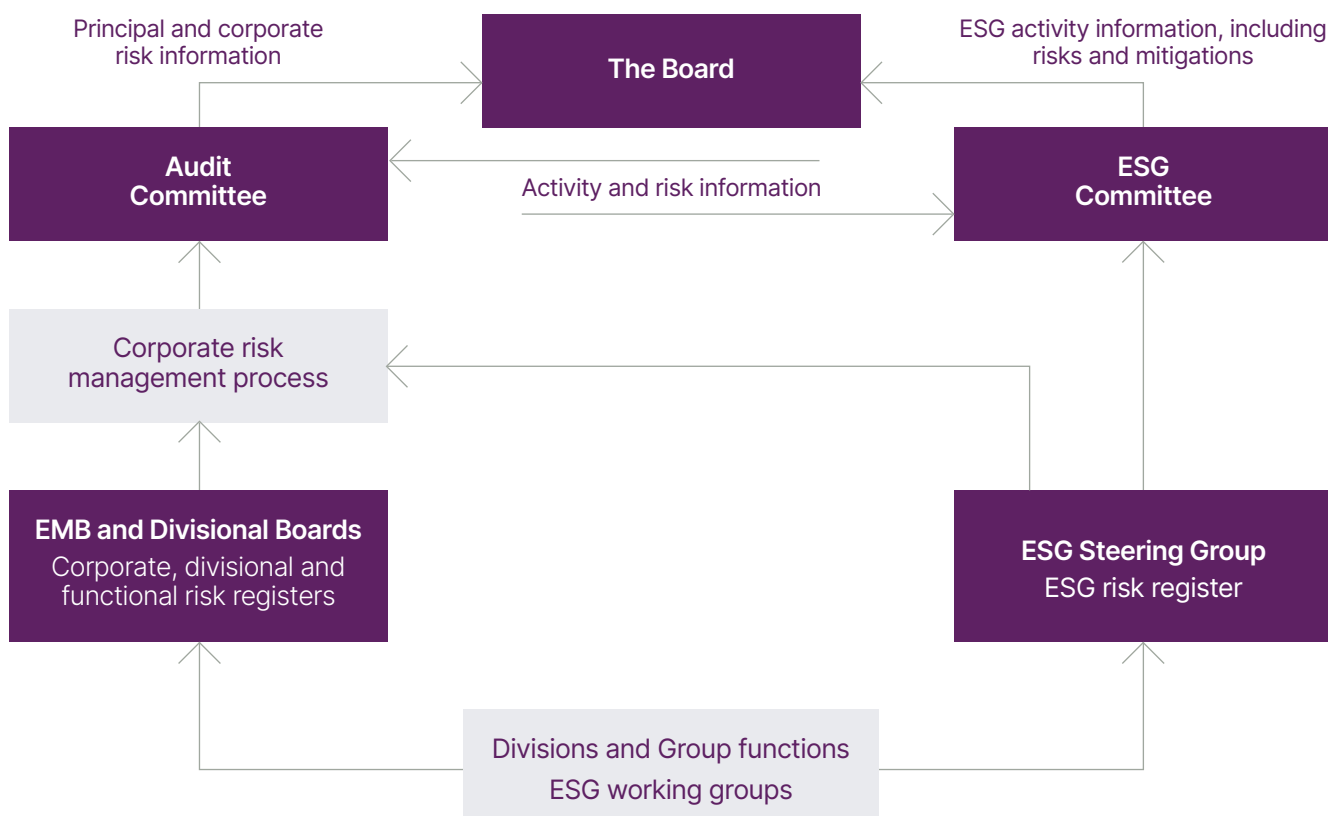 Principal and corporate
risk information
The Board
ESG activity information, including
risks and mitigations
Audit
Committee
Activity and risk information
ESG
Committee
Corporate risk
management process
EMB and Divisional Boards
Corporate, divisional and
functional risk registers
ESG Steering Group
ESG risk register
Divisions and Group functions
ESG working groups